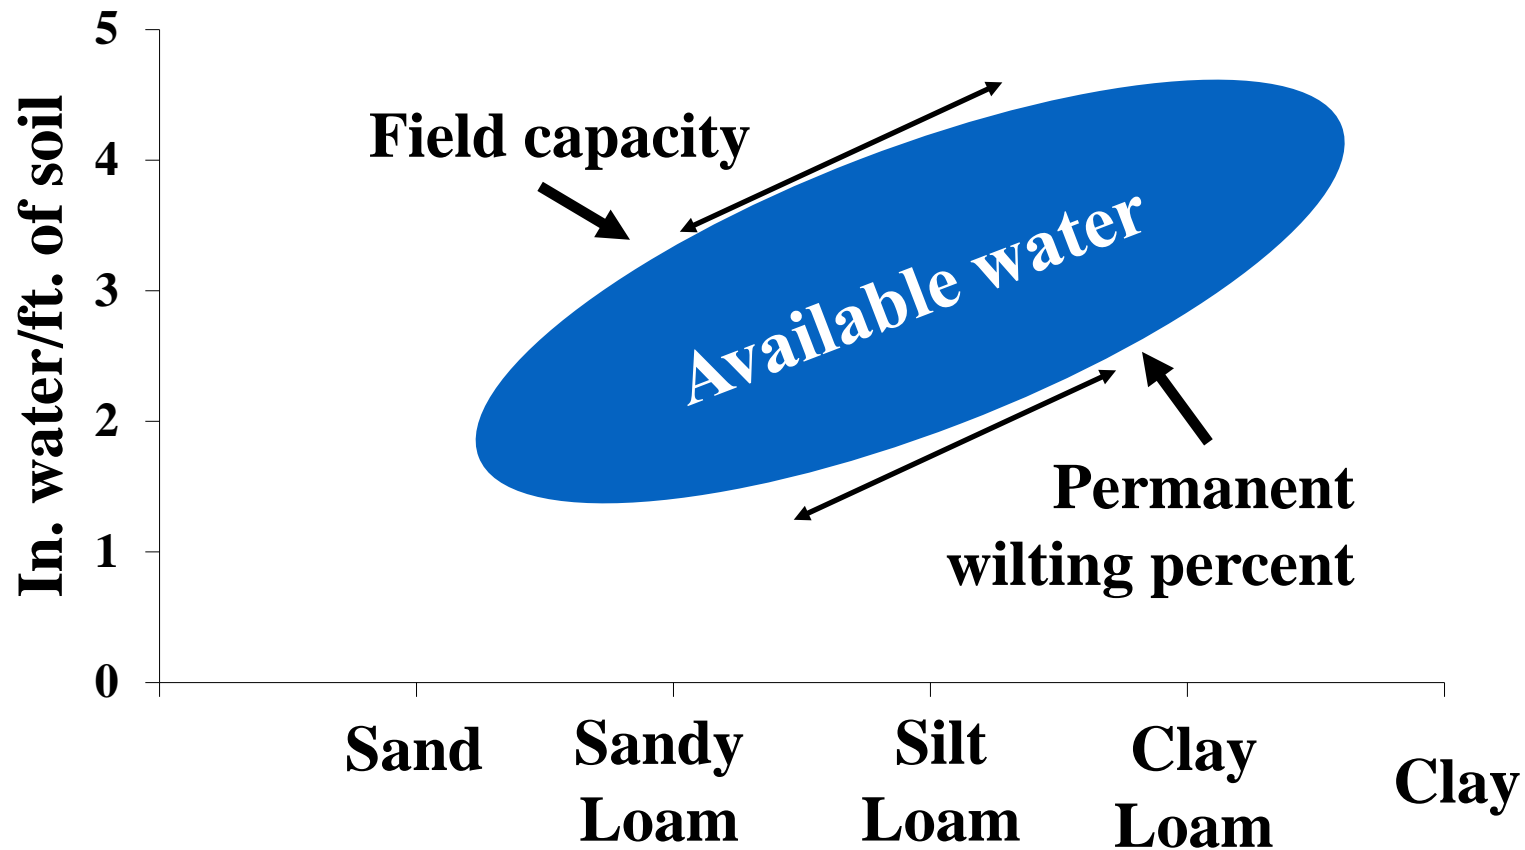 5
Field capacity
4
In. water/ft. of soil
3
Available water
2
Permanent
wilting percent
1
0
Sand
Sandy
Loam
Silt
Loam
Clay
Loam
Clay